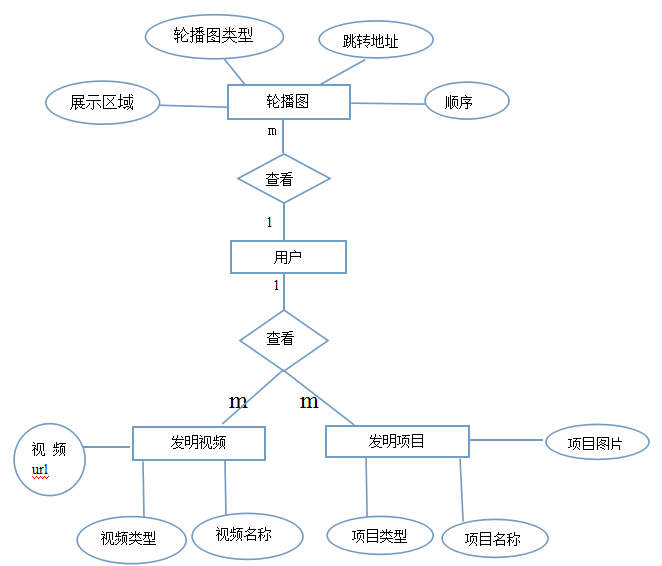 轮播图类型
跳转地址
展示区域
轮播图
顺序
m
查看
1
用户
1
查看
m
m
视 频
url
发明视频
发明项目
项目图片
视频类型
视频名称
项目类型
项目名称